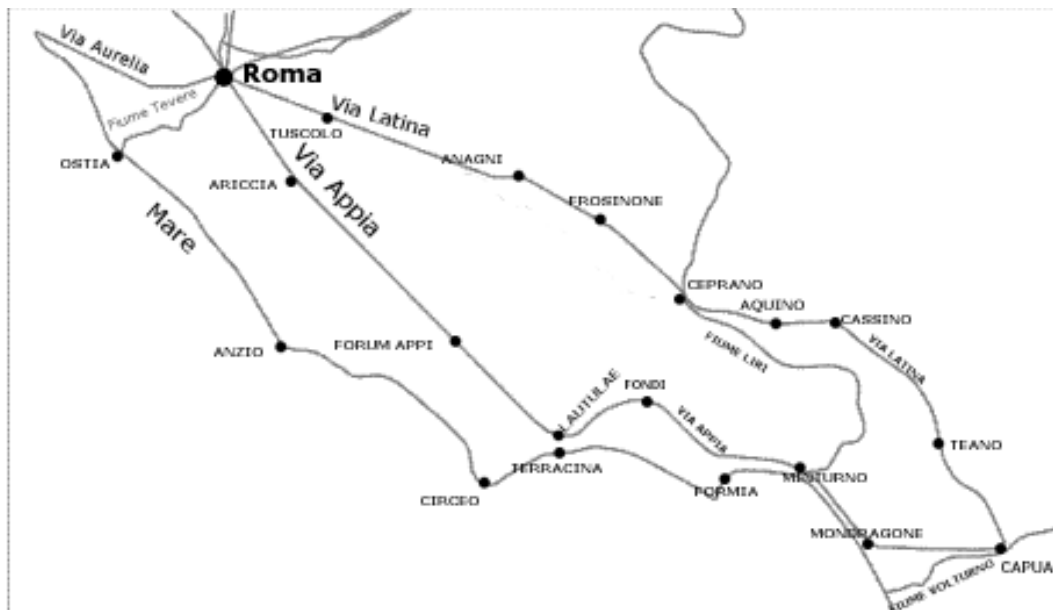 Via Aurelia
Roma
Fiume Tevere
Via Latina
TUSCOLO
OSTIA
ANAGNI
Via Appia
ARICCIA
FROSINONE
Mare
CEPRANO
AQUINO
CASSINO
FORUM APPI
ANZIO
FIUME LIRI
VIA LATINA
LAUTULAE
FONDI
VIA APPIA
TEANO
TERRACINA
MINTURNO
FORMIA
CIRCEO
MONDRAGONE
CAPUA
FIUME VOLTURNO